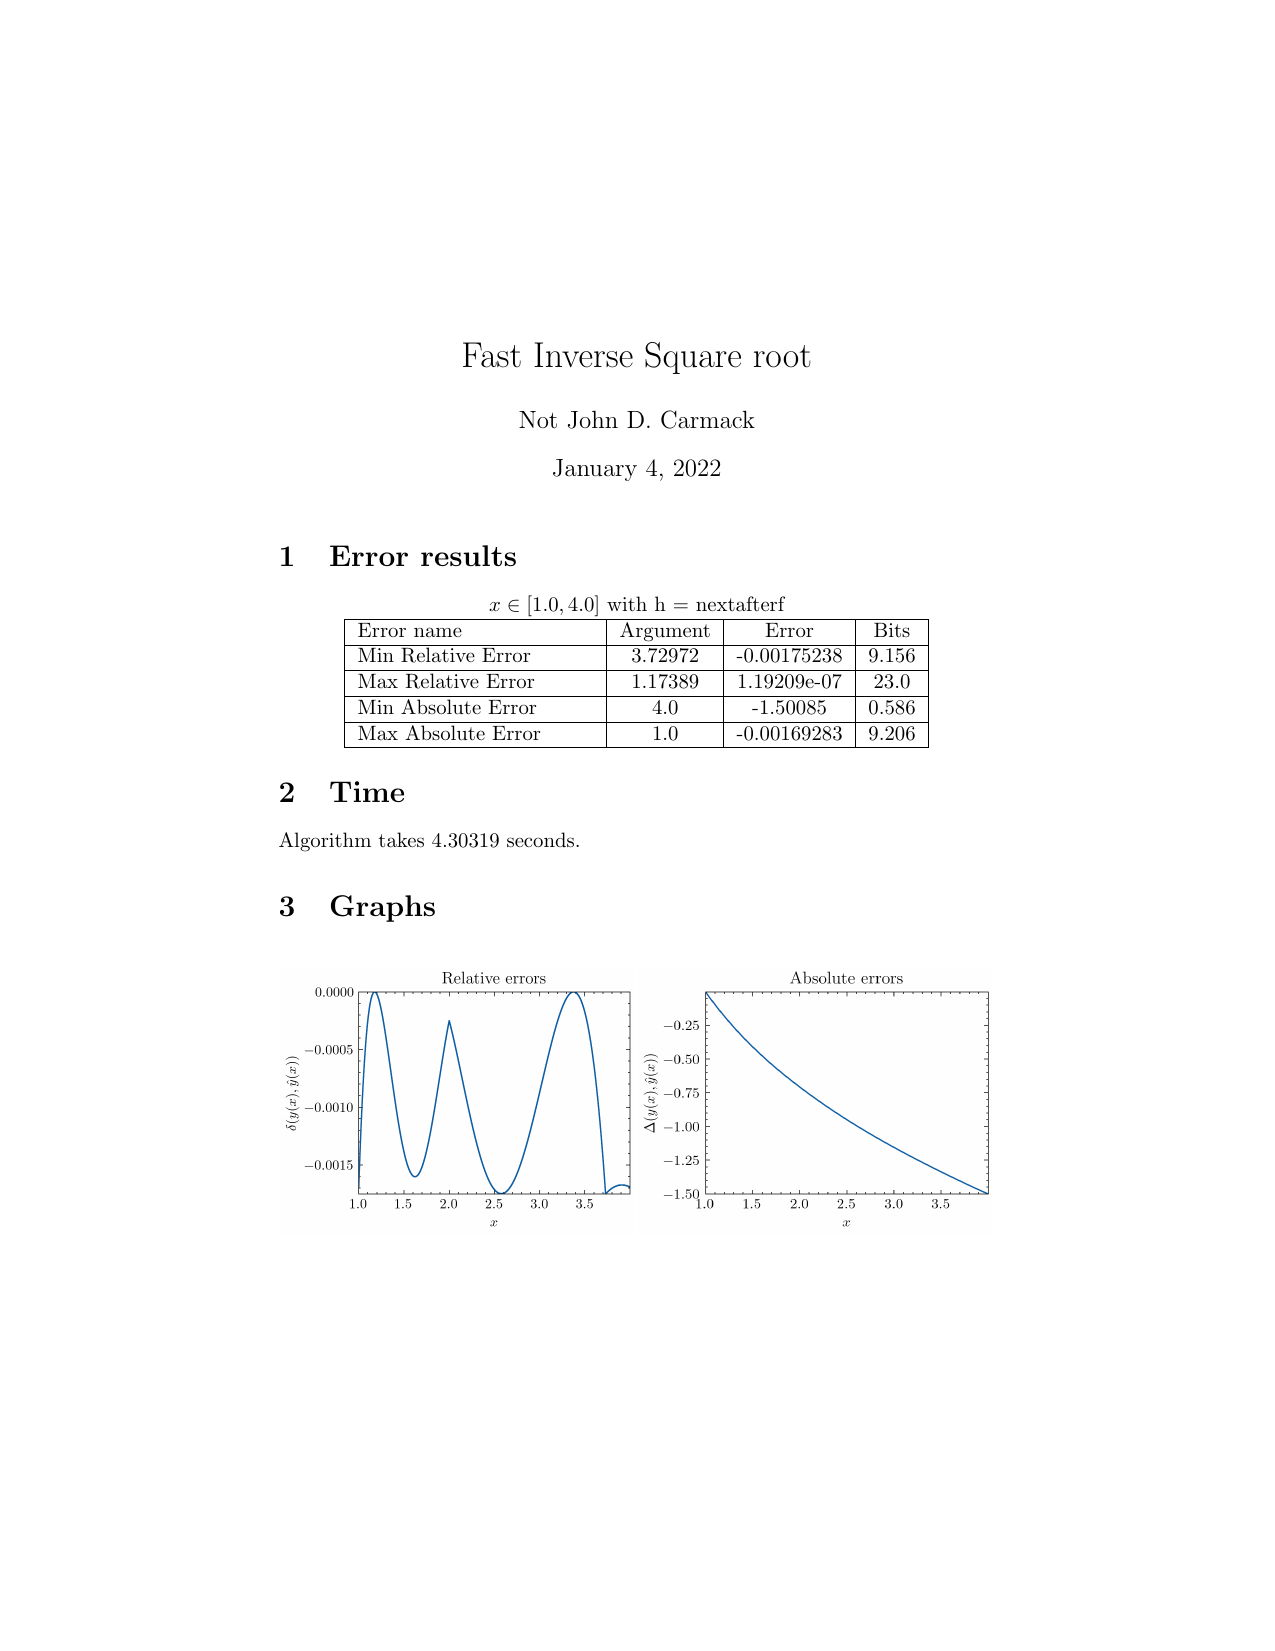 Fast Inverse Square root
Not John D. Carmack
January 4, 2022
1 Error results
x ∈ [1.0, 4.0] with h = nextafterf
Error name Argument Error Bits
Min Relative Error 3.72972 -0.00175238 9.156
Max Relative Error 1.17389 1.19209e-07 23.0
Min Absolute Error 4.0 -1.50085 0.586
Max Absolute Error 1.0 -0.00169283 9.206
2 Time
Algorithm takes 4.30319 seconds.
3 Graphs
Relative errors
0.0000
−0.0005
−0.0010
−0.0015
δ(y(x), ŷ(x))
1.0 1.5 2.0 2.5 3.0 3.5
x
Absolute errors
−0.25
−0.50
−0.75
−1.00
−1.25
−1.50
Δ(y(x), ŷ(x))
1.0 1.5 2.0 2.5 3.0 3.5
x